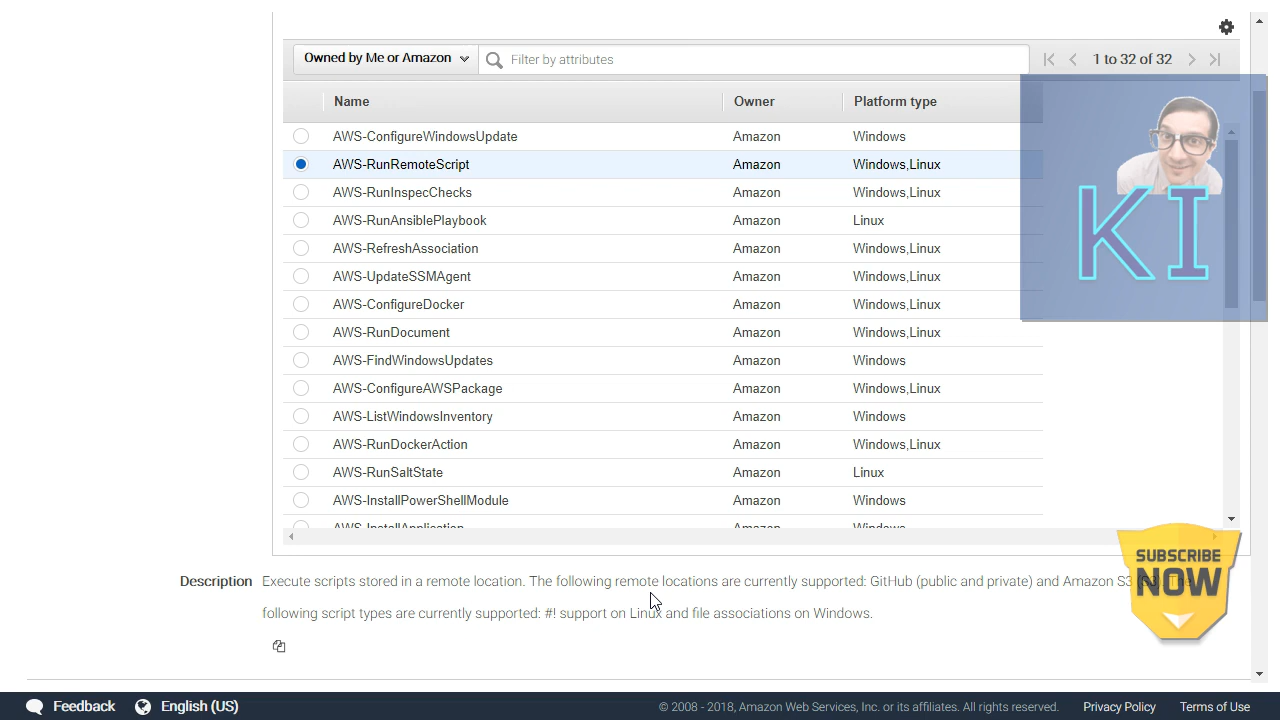 Owned by Me or Amazon Filter by attributes 1 to 32 of 32
Name Owner Platform type
AWS-ConfigureWindowsUpdate Amazon Windows
AWS-RunRemoteScript Amazon Windows,Linux
AWS-RunInspecChecks Amazon Windows,Linux
AWS-RunAnsiblePlaybook Amazon Linux
AWS-RefreshAssociation Amazon Windows,Linux
AWS-UpdateSSMAgent Amazon Windows,Linux
AWS-ConfigureDocker Amazon Windows,Linux
AWS-RunDocument Amazon Windows,Linux
AWS-FindWindowsUpdates Amazon Windows
AWS-ConfigureAWSPackage Amazon Windows,Linux
AWS-ListWindowsInventory Amazon Windows
AWS-RunDockerAction Amazon Windows,Linux
AWS-RunSaltState Amazon Linux
AWS-InstallPowerShellModule Amazon Windows
AWS-InstallApplication Amazon Windows
KI
SUBSCRIBE
NOW
Description Execute scripts stored in a remote location. The following remote locations are currently supported: GitHub (public and private) and Amazon S3
following script types are currently supported: #! support on Linux and file associations on Windows.
Feedback English (US) © 2008 - 2018, Amazon Web Services, Inc. or its affiliates. All rights reserved. Privacy Policy Terms of Use